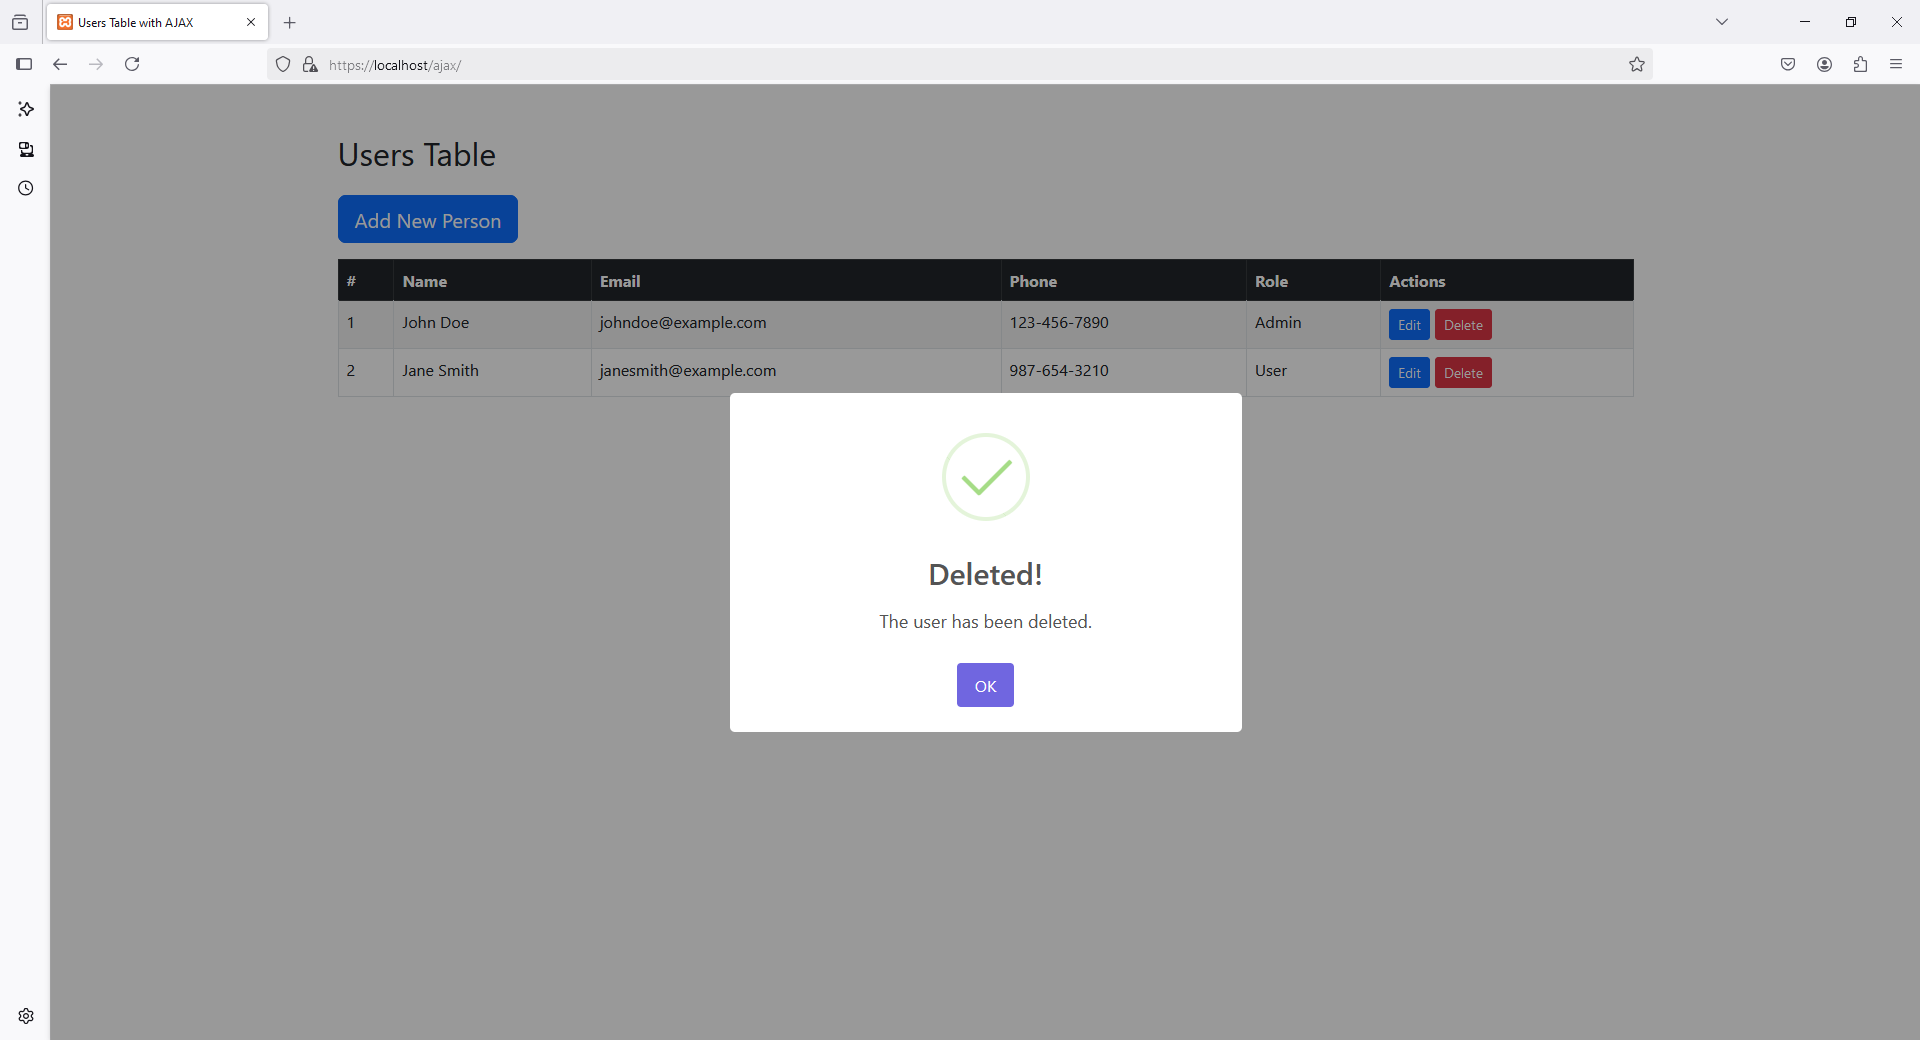 Users Table with AJAX
https://localhost/ajax/
Users Table
Add New Person
# Name Email Phone Role Actions
1 John Doe johndoe@example.com 123-456-7890 Admin Edit Delete
2 Jane Smith janesmith@example.com 987-654-3210 User Edit Delete
Deleted!
The user has been deleted.
OK